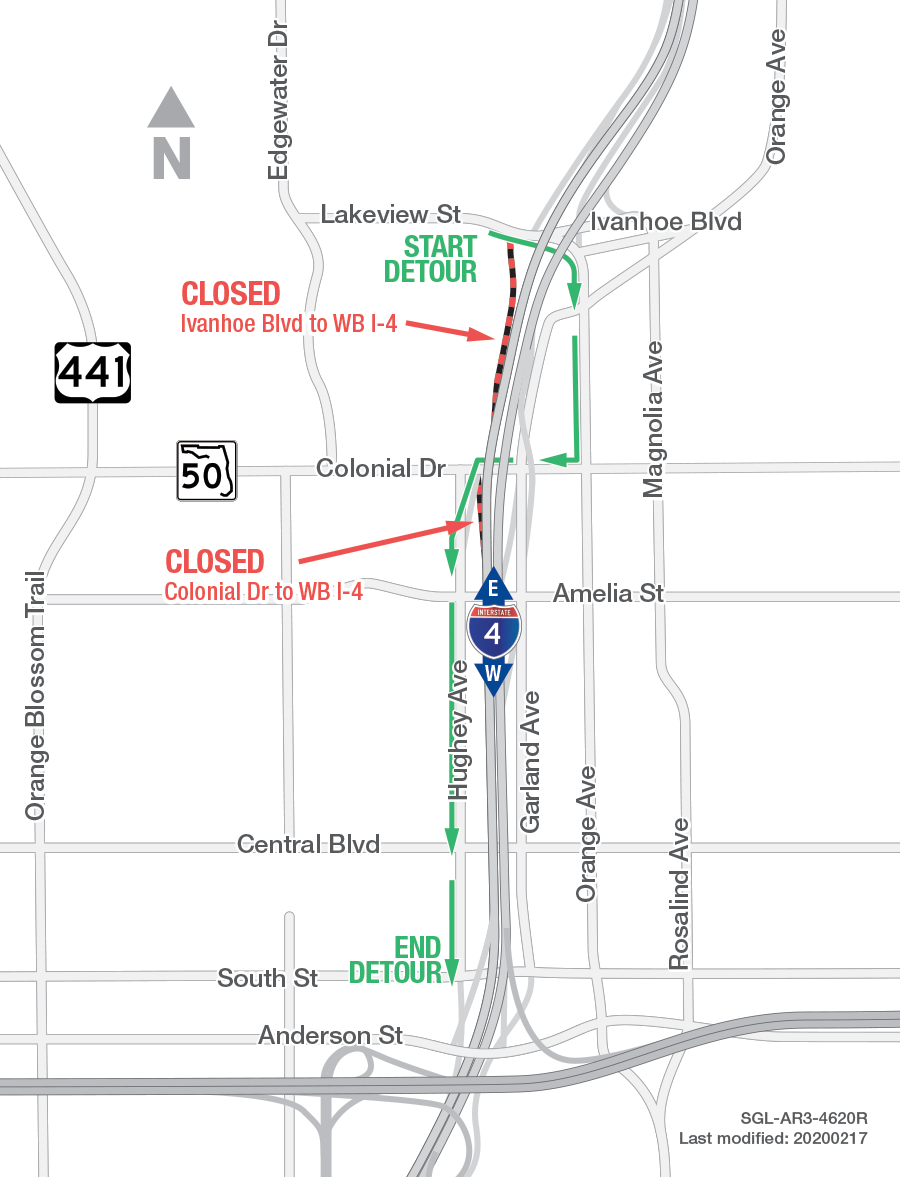 Edgewater Dr
Orange Ave
N
Lakeview St
Ivanhoe Blvd
START
DETOUR
CLOSED
Ivanhoe Blvd to WB I-4
441
Magnolia Ave
50
Colonial Dr
CLOSED
Colonial Dr to WB I-4
E
INTERSTATE
4
W
Amelia St
Orange Blossom Trail
Hughey Ave
Garland Ave
Orange Ave
Rosalind Ave
Central Blvd
END
DETOUR
South St
Anderson St
SGL-AR3-4620R
Last modified: 20200217